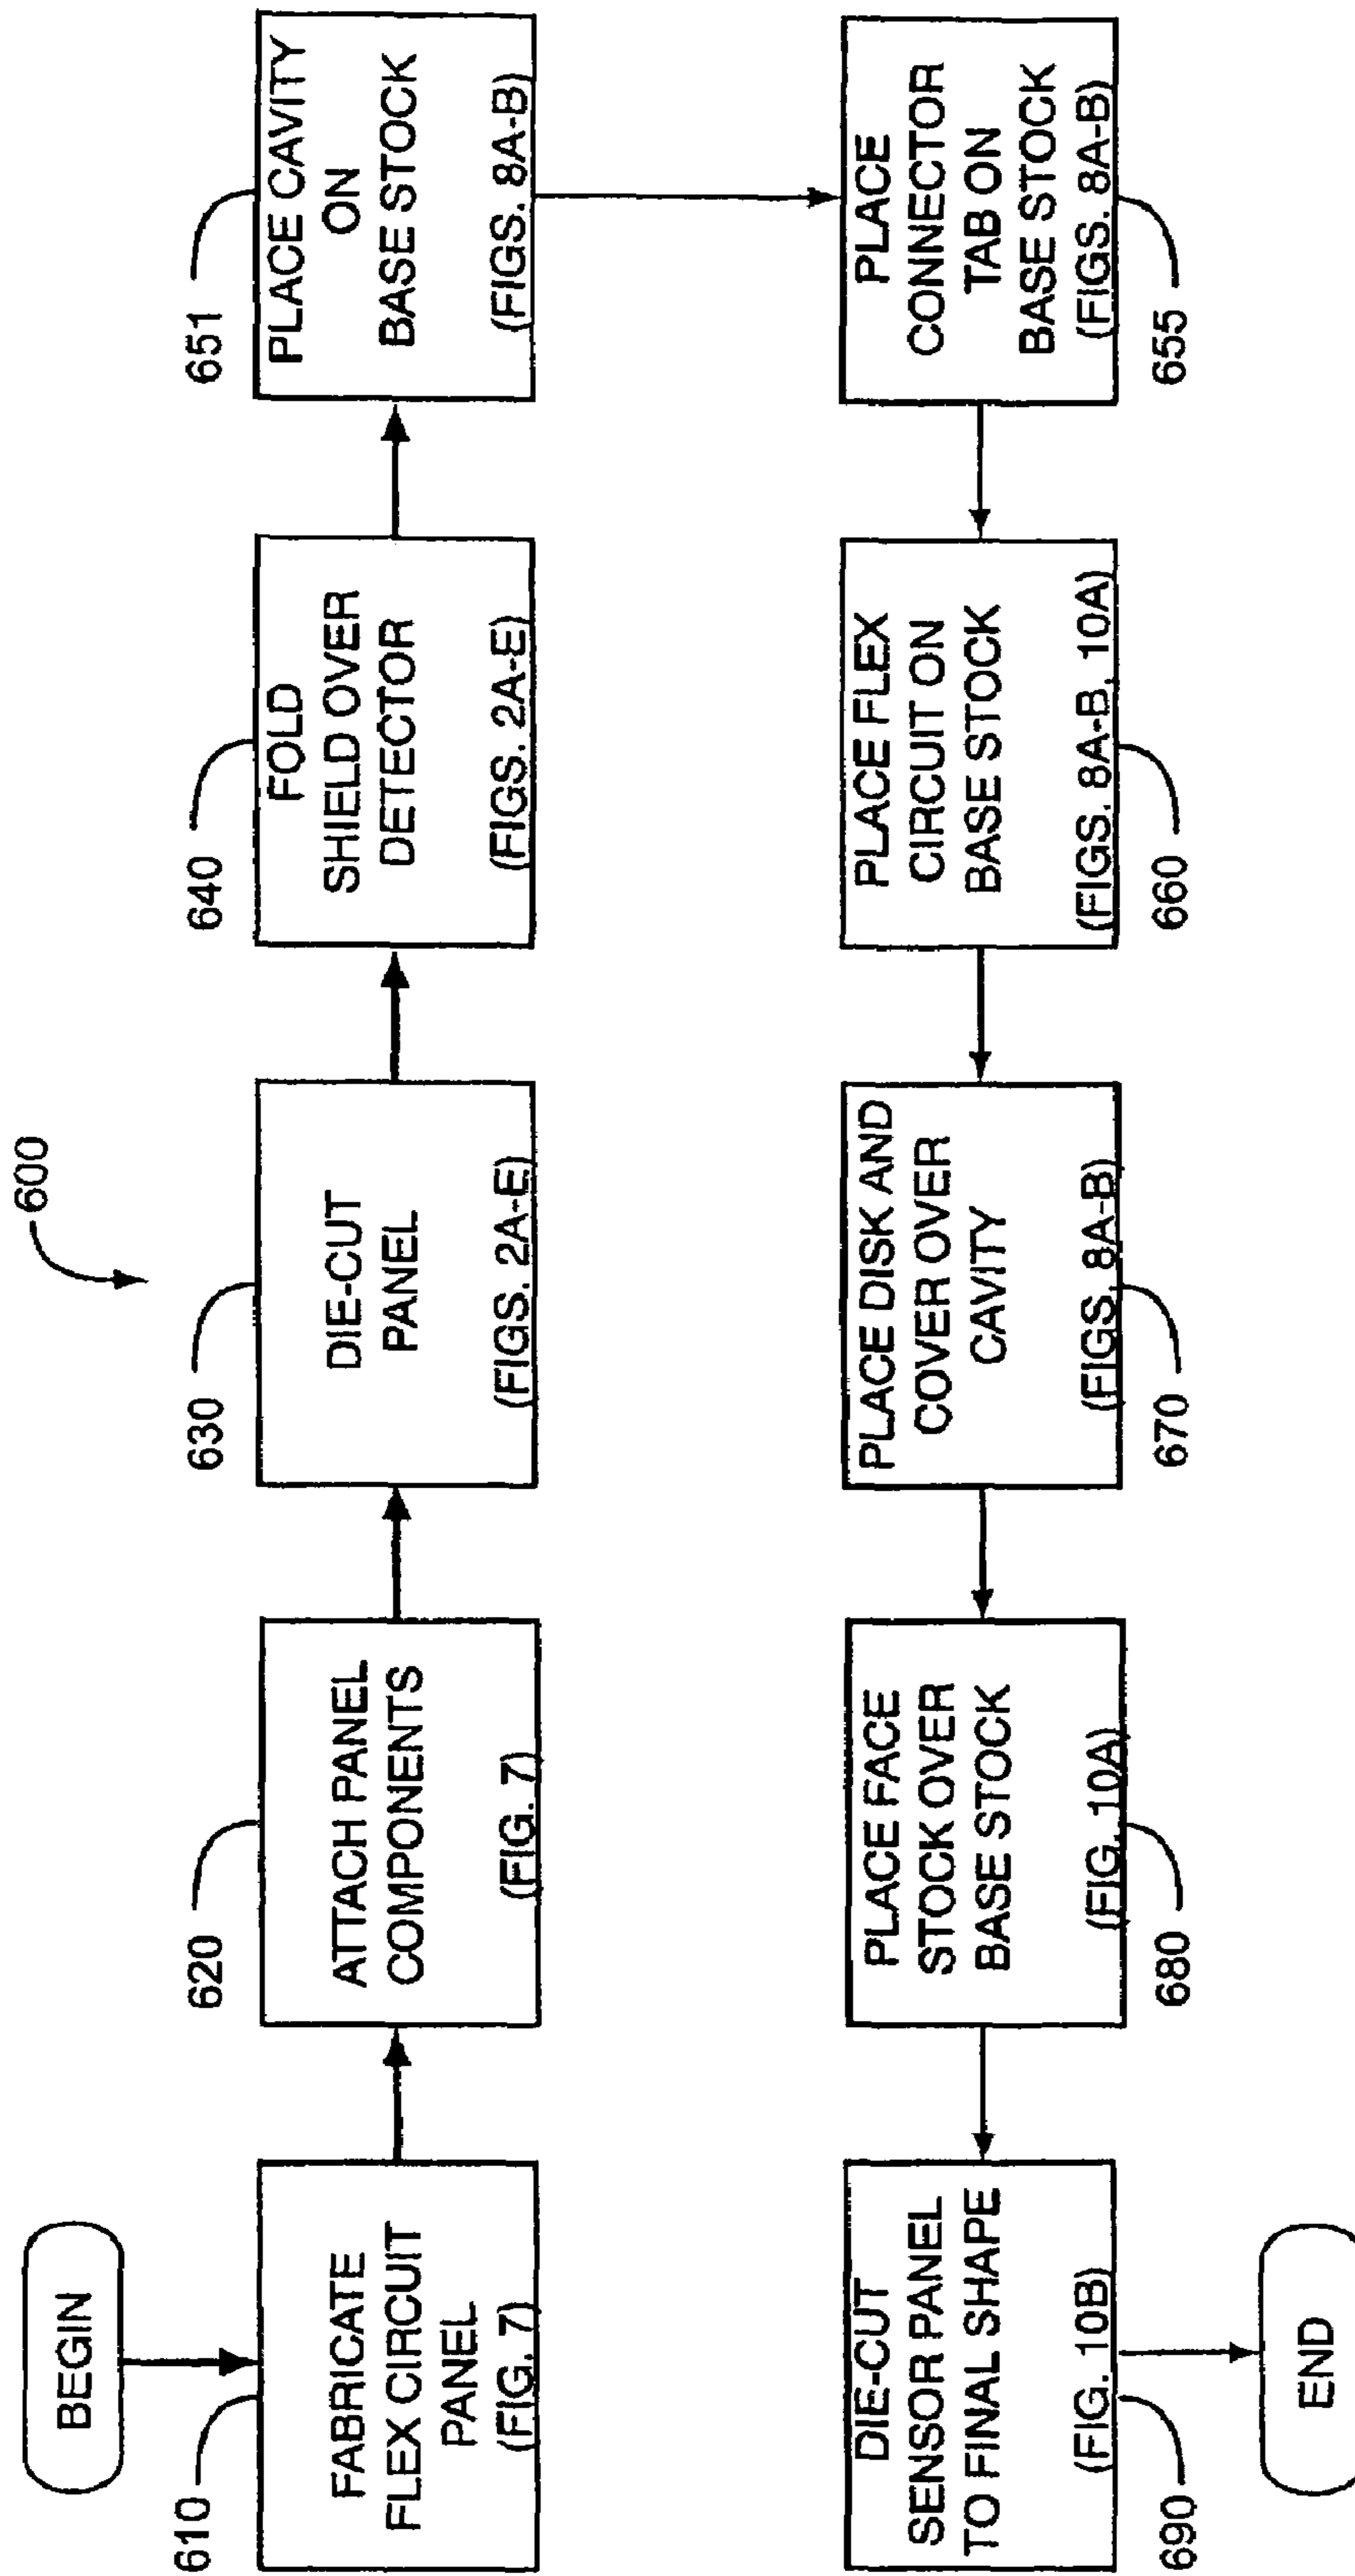 600
BEGIN
610
FABRICATE
FLEX CIRCUIT
PANEL
(FIG. 7)
620
ATTACH PANEL
COMPONENTS
(FIG. 7)
630
DIE-CUT
PANEL
(FIGS. 2A-E)
640
FOLD
SHIELD OVER
DETECTOR
(FIGS. 2A-E)
651
PLACE CAVITY
ON
BASE STOCK
(FIGS. 8A-B)
PLACE
CONNECTOR
TAB ON
BASE STOCK
(FIGS. 8A-B)
655
PLACE FLEX
CIRCUIT ON
BASE STOCK
(FIGS. 8A-B, 10A)
660
PLACE DISK AND
COVER OVER
CAVITY
(FIGS. 8A-B)
670
PLACE FACE
STOCK OVER
BASE STOCK
(FIG. 10A)
680
DIE-CUT
SENSOR PANEL
TO FINAL SHAPE
(FIG. 10B)
690
END